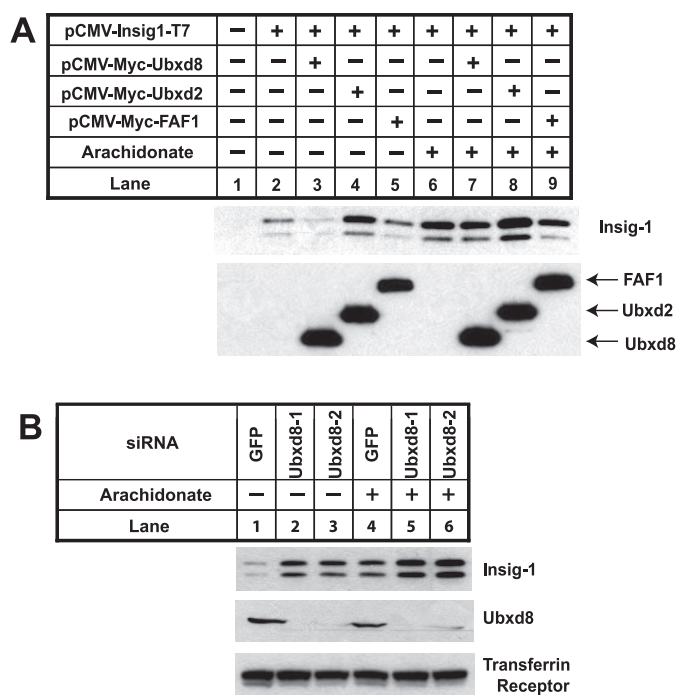 A
pCMV-Insig1-T7 – + + + + + + + +
pCMV-Myc-Ubxd8 – – + – – – + – –
pCMV-Myc-Ubxd2 – – – + – – – + –
pCMV-Myc-FAF1 – – – – + – – – +
Arachidonate – – – – – + + + +
Lane 1 2 3 4 5 6 7 8 9
Insig-1
FAF1
Ubxd2
Ubxd8
B
siRNA GFP Ubxd8-1 Ubxd8-2 GFP Ubxd8-1 Ubxd8-2
Arachidonate – – – + + +
Lane 1 2 3 4 5 6
Insig-1
Ubxd8
Transferrin
Receptor